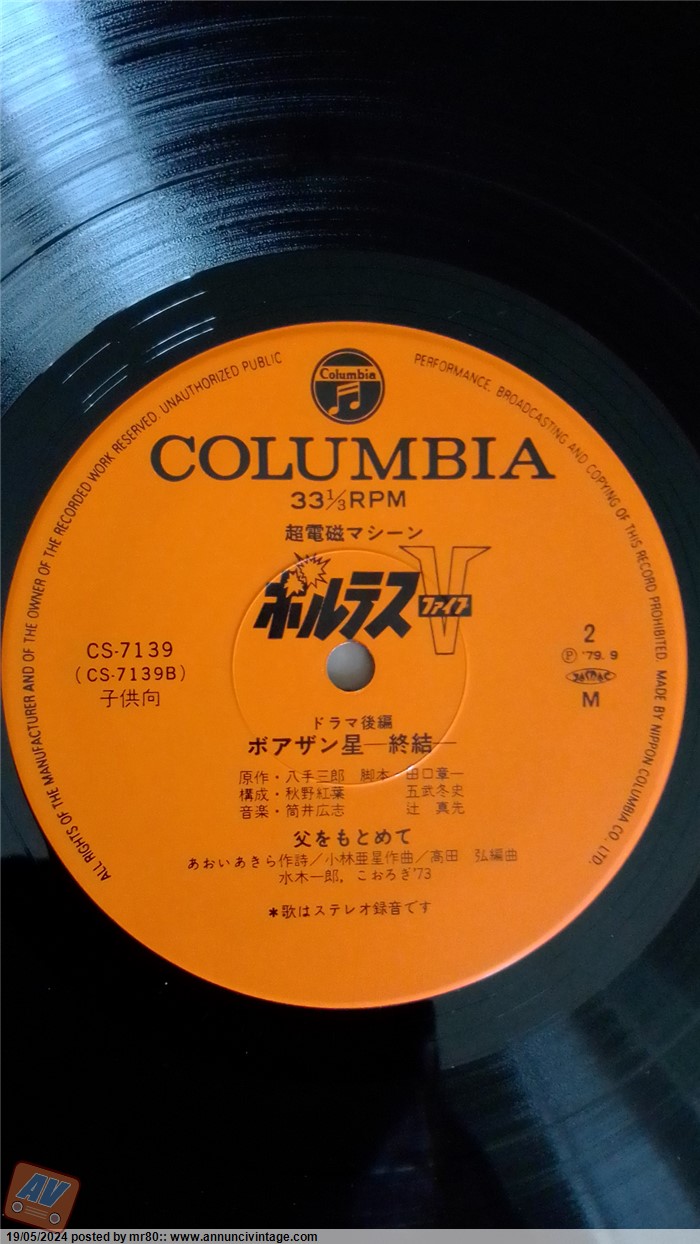 ALL RIGHTS OF THE MANUFACTURER AND OF THE OWNER OF THE RECORDED WORK RESERVED. UNAUTHORIZED PUBLIC PERFORMANCE, BROADCASTING AND COPYING OF THIS RECORD PROHIBITED. MADE BY NIPPON COLUMBIA CO., LTD.
Columbia
COLUMBIA
33⅓RPM
超電磁マシーン
ボルテスV
ファイブ
CS-7139
(CS-7139B)
子供向
2
Ⓟ '79.9
JASRAC
M
ドラマ後編
ボアザン星—終結—
原作・八手三郎 脚本・田口章一
構成・秋野紅葉 五武冬史
音楽・筒井広志 辻 真先
父をもとめて
あおいあきら作詩/小林亜星作曲/高田 弘編曲
水木一郎, こおろぎ'73
*歌はステレオ録音です
AV
19/05/2024 posted by mr80:: www.annuncivintage.com